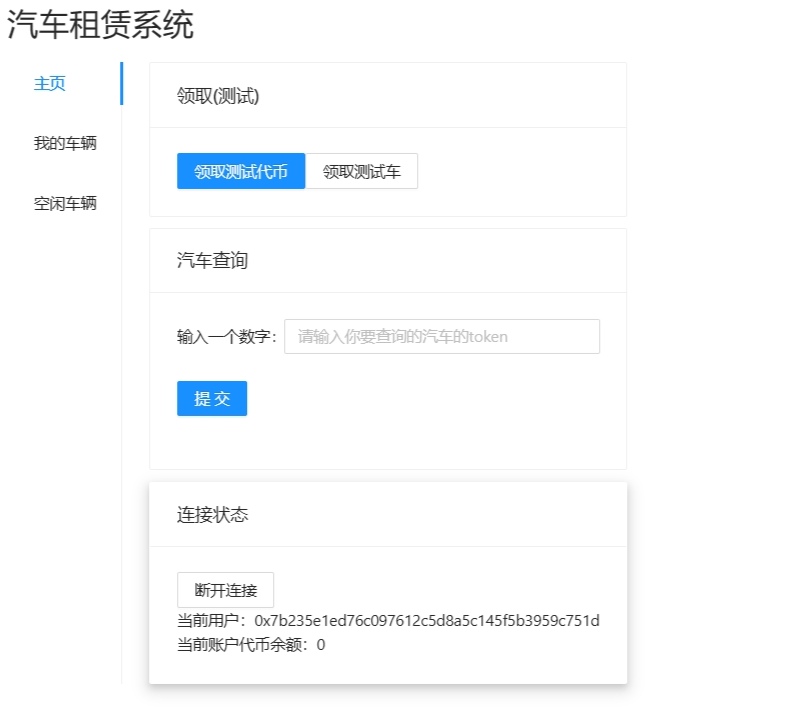 汽车租赁系统
主页
我的车辆
空闲车辆
领取(测试)
领取测试代币
领取测试车
汽车查询
输入一个数字：
请输入你要查询的汽车的token
提 交
连接状态
断开连接
当前用户：0x7b235e1ed76c097612c5d8a5c145f5b3959c751d
当前账户代币余额：0